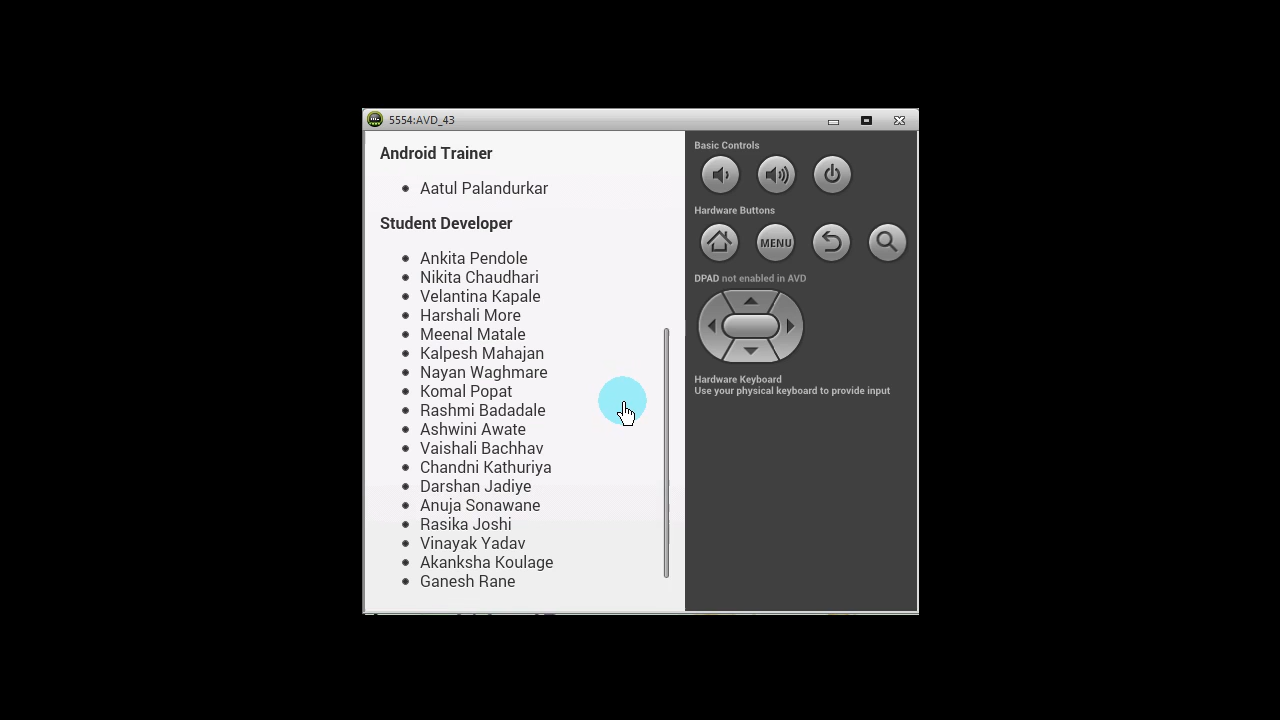 5554:AVD_43
Android Trainer
Aatul Palandurkar
Student Developer
Ankita Pendole
Nikita Chaudhari
Velantina Kapale
Harshali More
Meenal Matale
Kalpesh Mahajan
Nayan Waghmare
Komal Popat
Rashmi Badadale
Ashwini Awate
Vaishali Bachhav
Chandni Kathuriya
Darshan Jadiye
Anuja Sonawane
Rasika Joshi
Vinayak Yadav
Akanksha Koulage
Ganesh Rane
Basic Controls
Hardware Buttons
MENU
DPAD not enabled in AVD
Hardware Keyboard
Use your physical keyboard to provide input